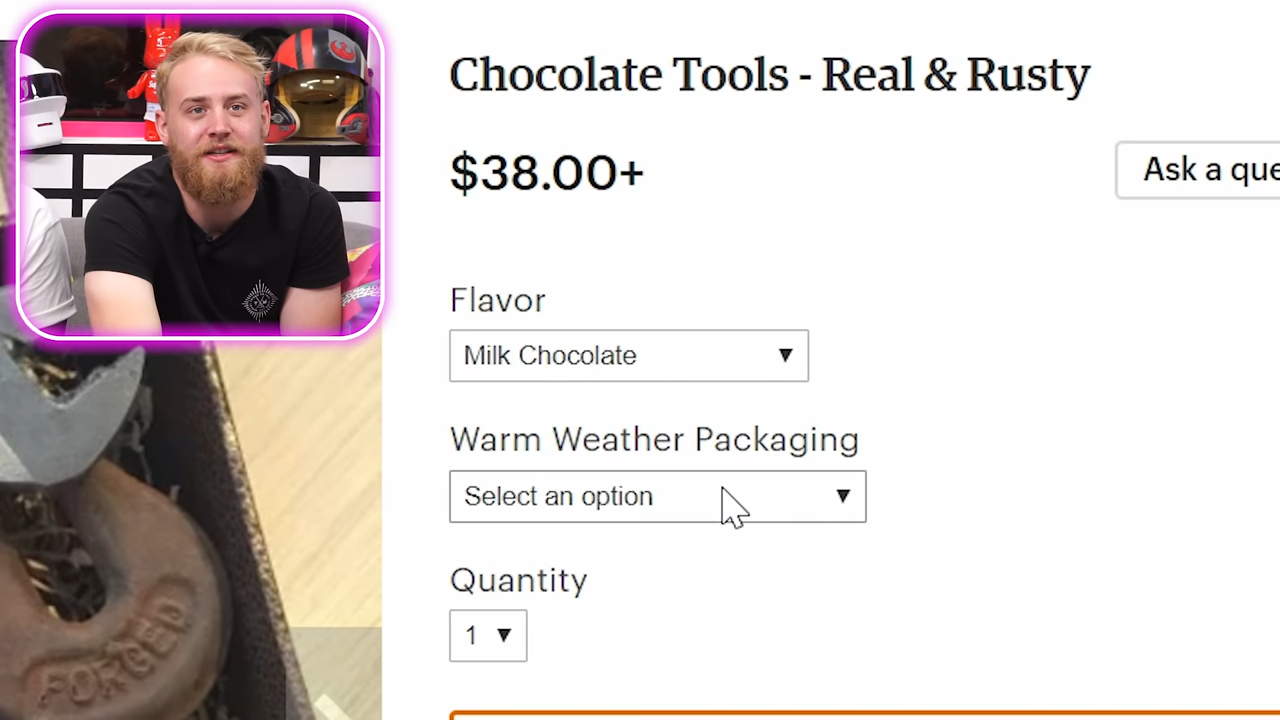 Chocolate Tools - Real & Rusty
$38.00+
Ask a que
Flavor
Milk Chocolate
Warm Weather Packaging
Select an option
Quantity
1
FORGED